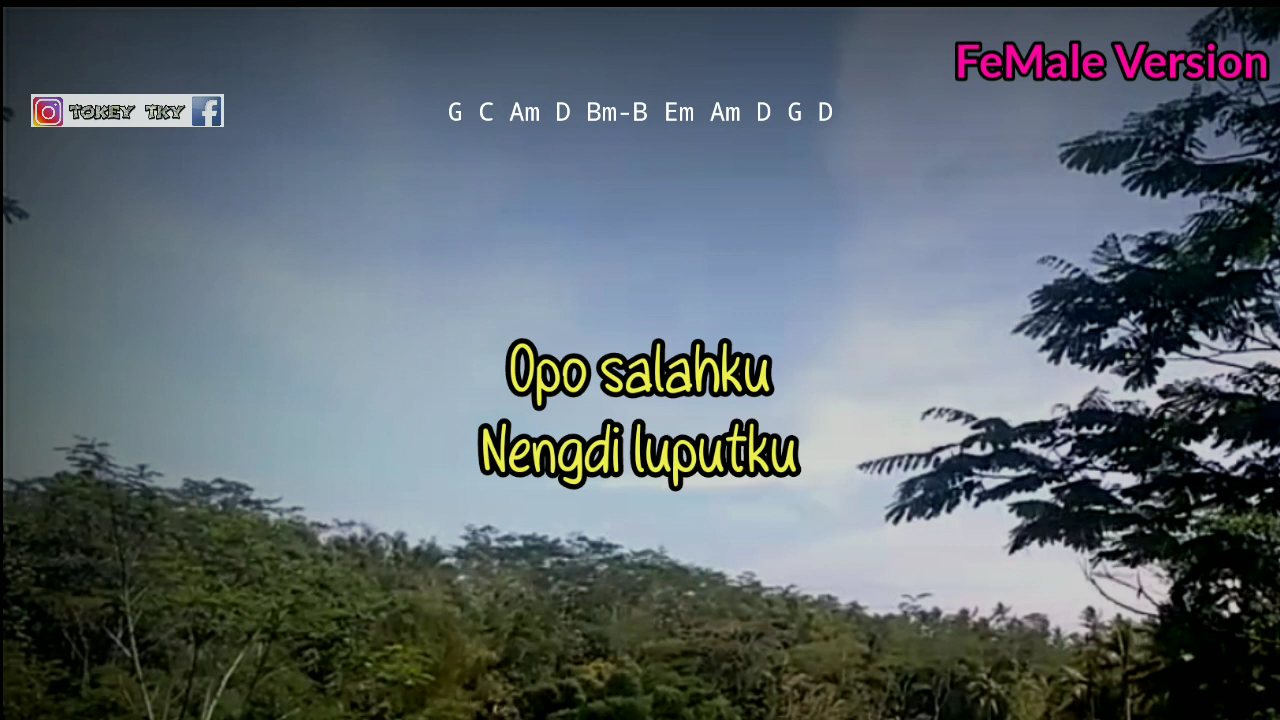 FeMale Version
TOKEY TKY
G C Am D Bm-B Em Am D G D
Opo salahku
Nengdi luputku